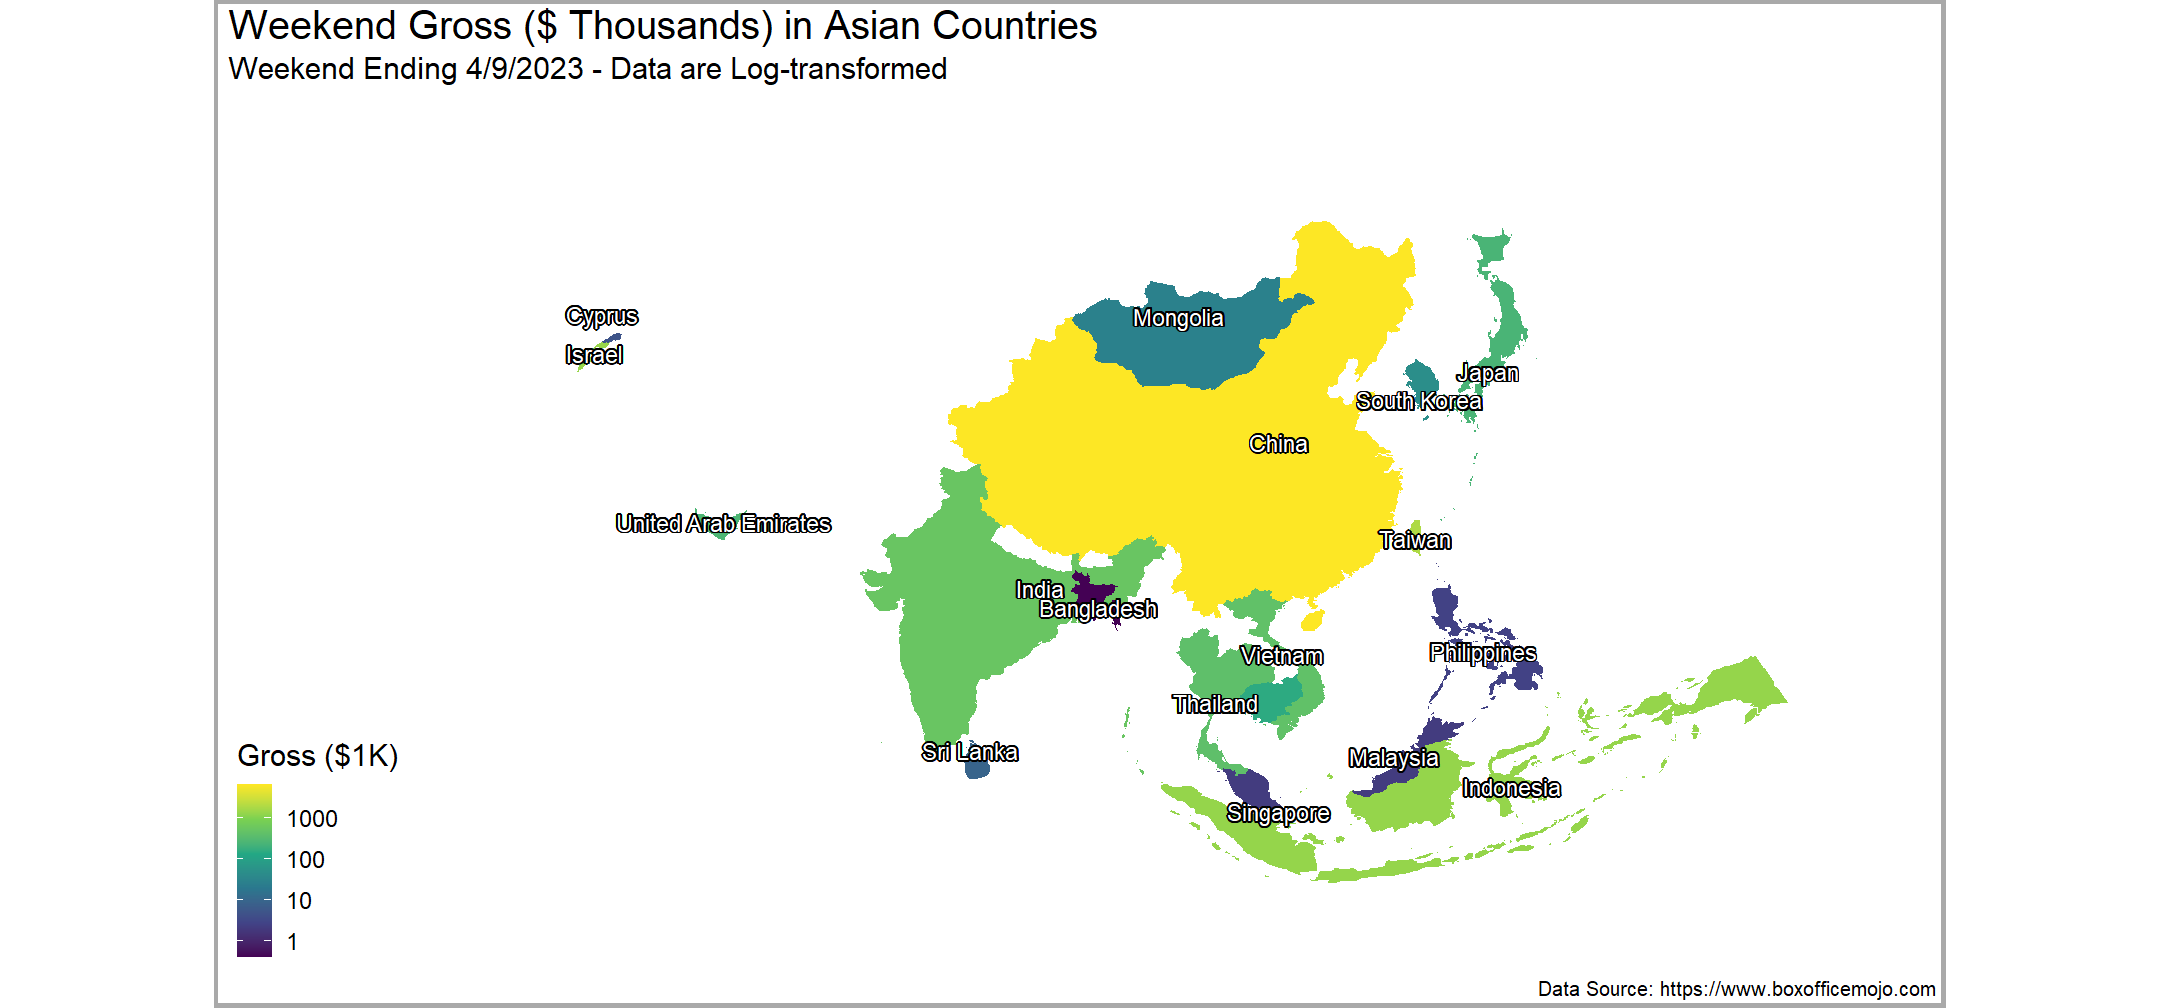 Weekend Gross ($ Thousands) in Asian Countries
Weekend Ending 4/9/2023 - Data are Log-transformed
Cyprus
Mongolia
Israel
Japan
South Korea
China
United Arab Emirates
Taiwan
India
Bangladesh
Vietnam
Philippines
Thailand
Sri Lanka
Malaysia
Indonesia
Singapore
Gross ($1K)
1000
100
10
1
Data Source: https://www.boxofficemojo.com